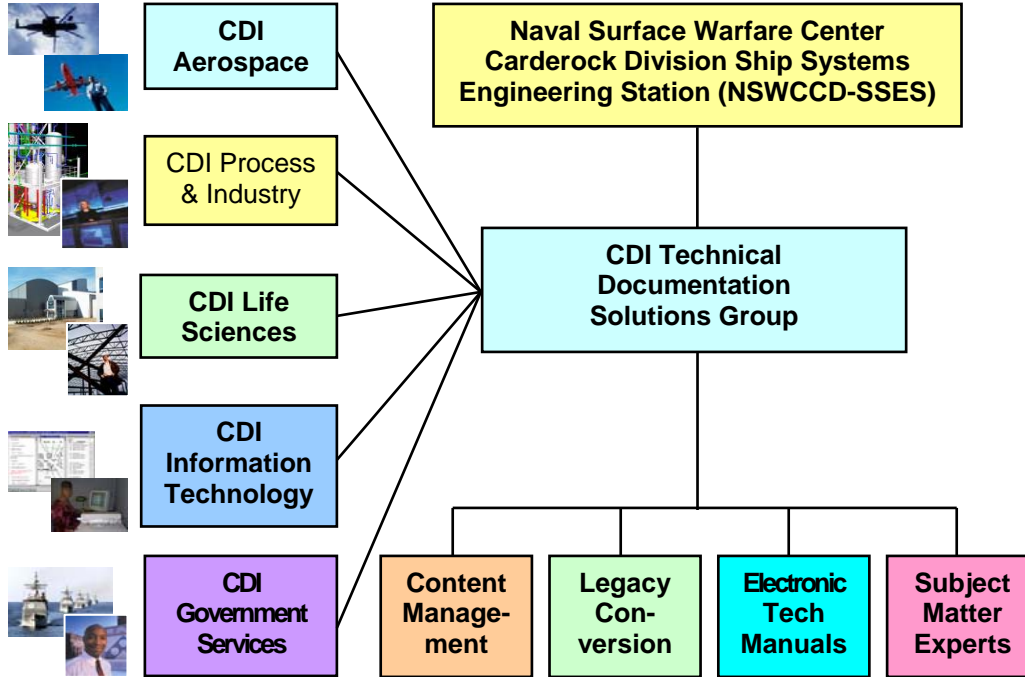 CDI
Aerospace
Naval Surface Warfare Center
Carderock Division Ship Systems
Engineering Station (NSWCCD-SSES)
CDI Process
& Industry
CDI Technical
Documentation
Solutions Group
CDI Life
Sciences
CDI
Information
Technology
CDI
Government
Services
Content
Manage-
ment
Legacy
Con-
version
Electronic
Tech
Manuals
Subject
Matter
Experts